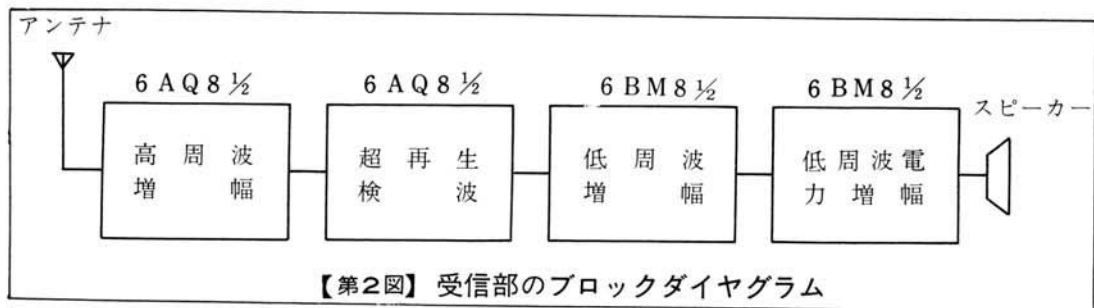 アンテナ
6AQ8½
6AQ8½
6BM8½
6BM8½
スピーカー
高周波
増幅
超再生
検波
低周波
増幅
低周波電
力増幅
【第2図】受信部のブロックダイヤグラム